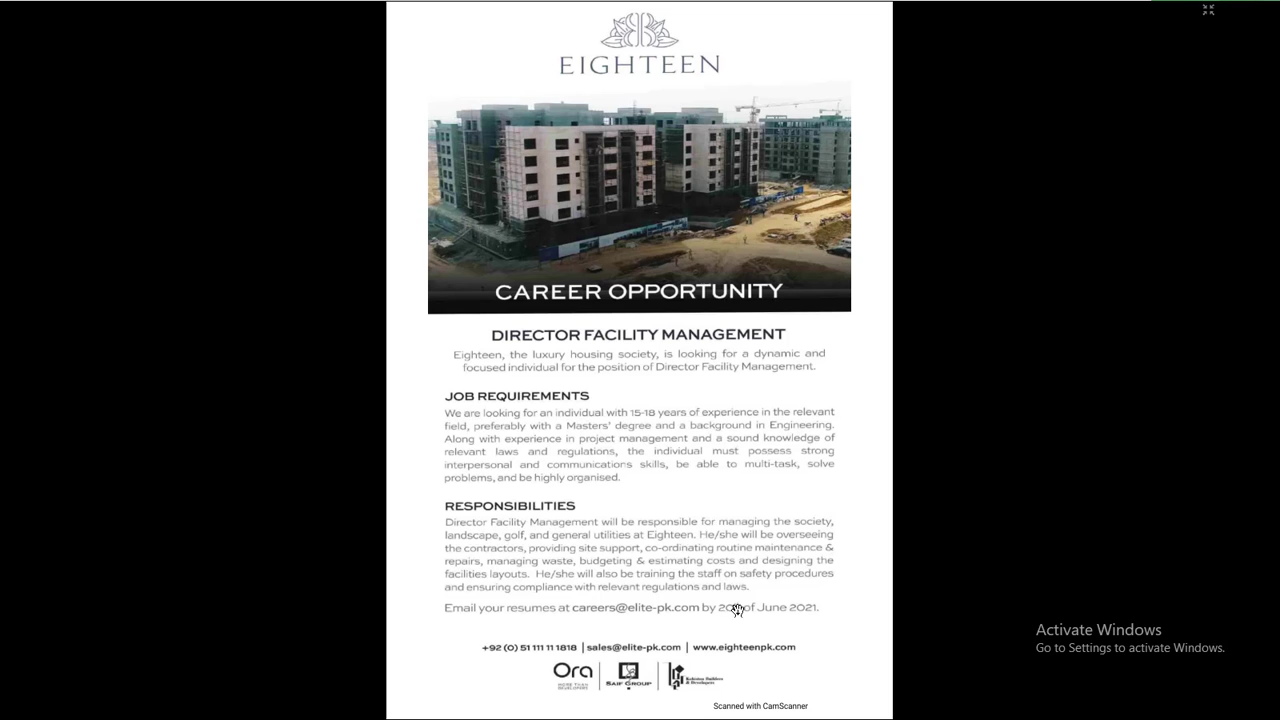 EIGHTEEN
CAREER OPPORTUNITY
DIRECTOR FACILITY MANAGEMENT
Eighteen, the luxury housing society, is looking for a dynamic and
focused individual for the position of Director Facility Management.
JOB REQUIREMENTS
We are looking for an individual with 15-18 years of experience in the relevant
field, preferably with a Masters' degree and a background in Engineering.
Along with experience in project management and a sound knowledge of
relevant laws and regulations, the individual must possess strong
interpersonal and communications skills, be able to multi-task, solve
problems, and be highly organised.
RESPONSIBILITIES
Director Facility Management will be responsible for managing the society,
landscape, golf, and general utilities at Eighteen. He/she will be overseeing
the contractors, providing site support, co-ordinating routine maintenance &
repairs, managing waste, budgeting & estimating costs and designing the
facilities layouts. He/she will also be training the staff on safety procedures
and ensuring compliance with relevant regulations and laws.
Email your resumes at careers@elite-pk.com by of June 2021.
+92 (0) 51 111 11 1818 | sales@elite-pk.com | www.eighteenpk.com
Ora
MORE THAN
DEVELOPERS
SAIF GROUP
Kohistan Builders
& Developers
Scanned with CamScanner
Activate Windows
Go to Settings to activate Windows.